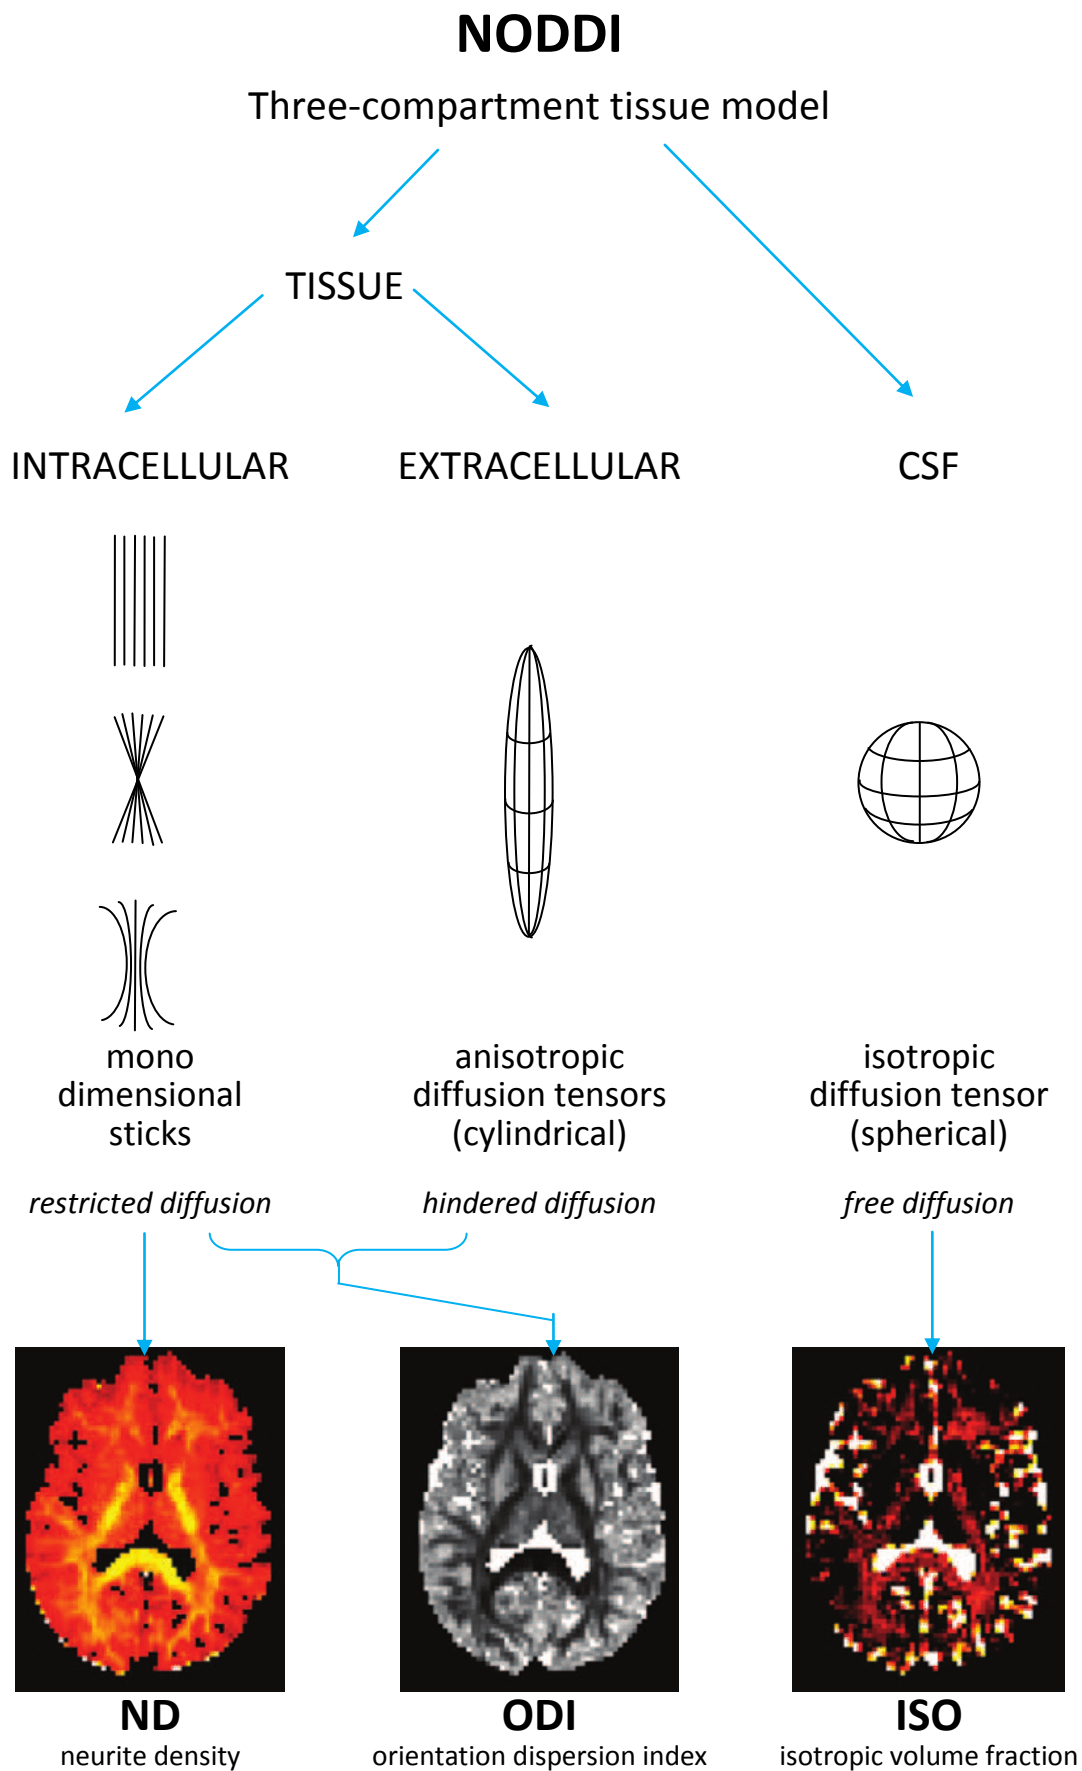 NODDI
Three-compartment tissue model
TISSUE
INTRACELLULAR
EXTRACELLULAR
CSF
mono
dimensional
sticks
anisotropic
diffusion tensors
(cylindrical)
isotropic
diffusion tensor
(spherical)
restricted diffusion
hindered diffusion
free diffusion
ND
neurite density
ODI
orientation dispersion index
ISO
isotropic volume fraction